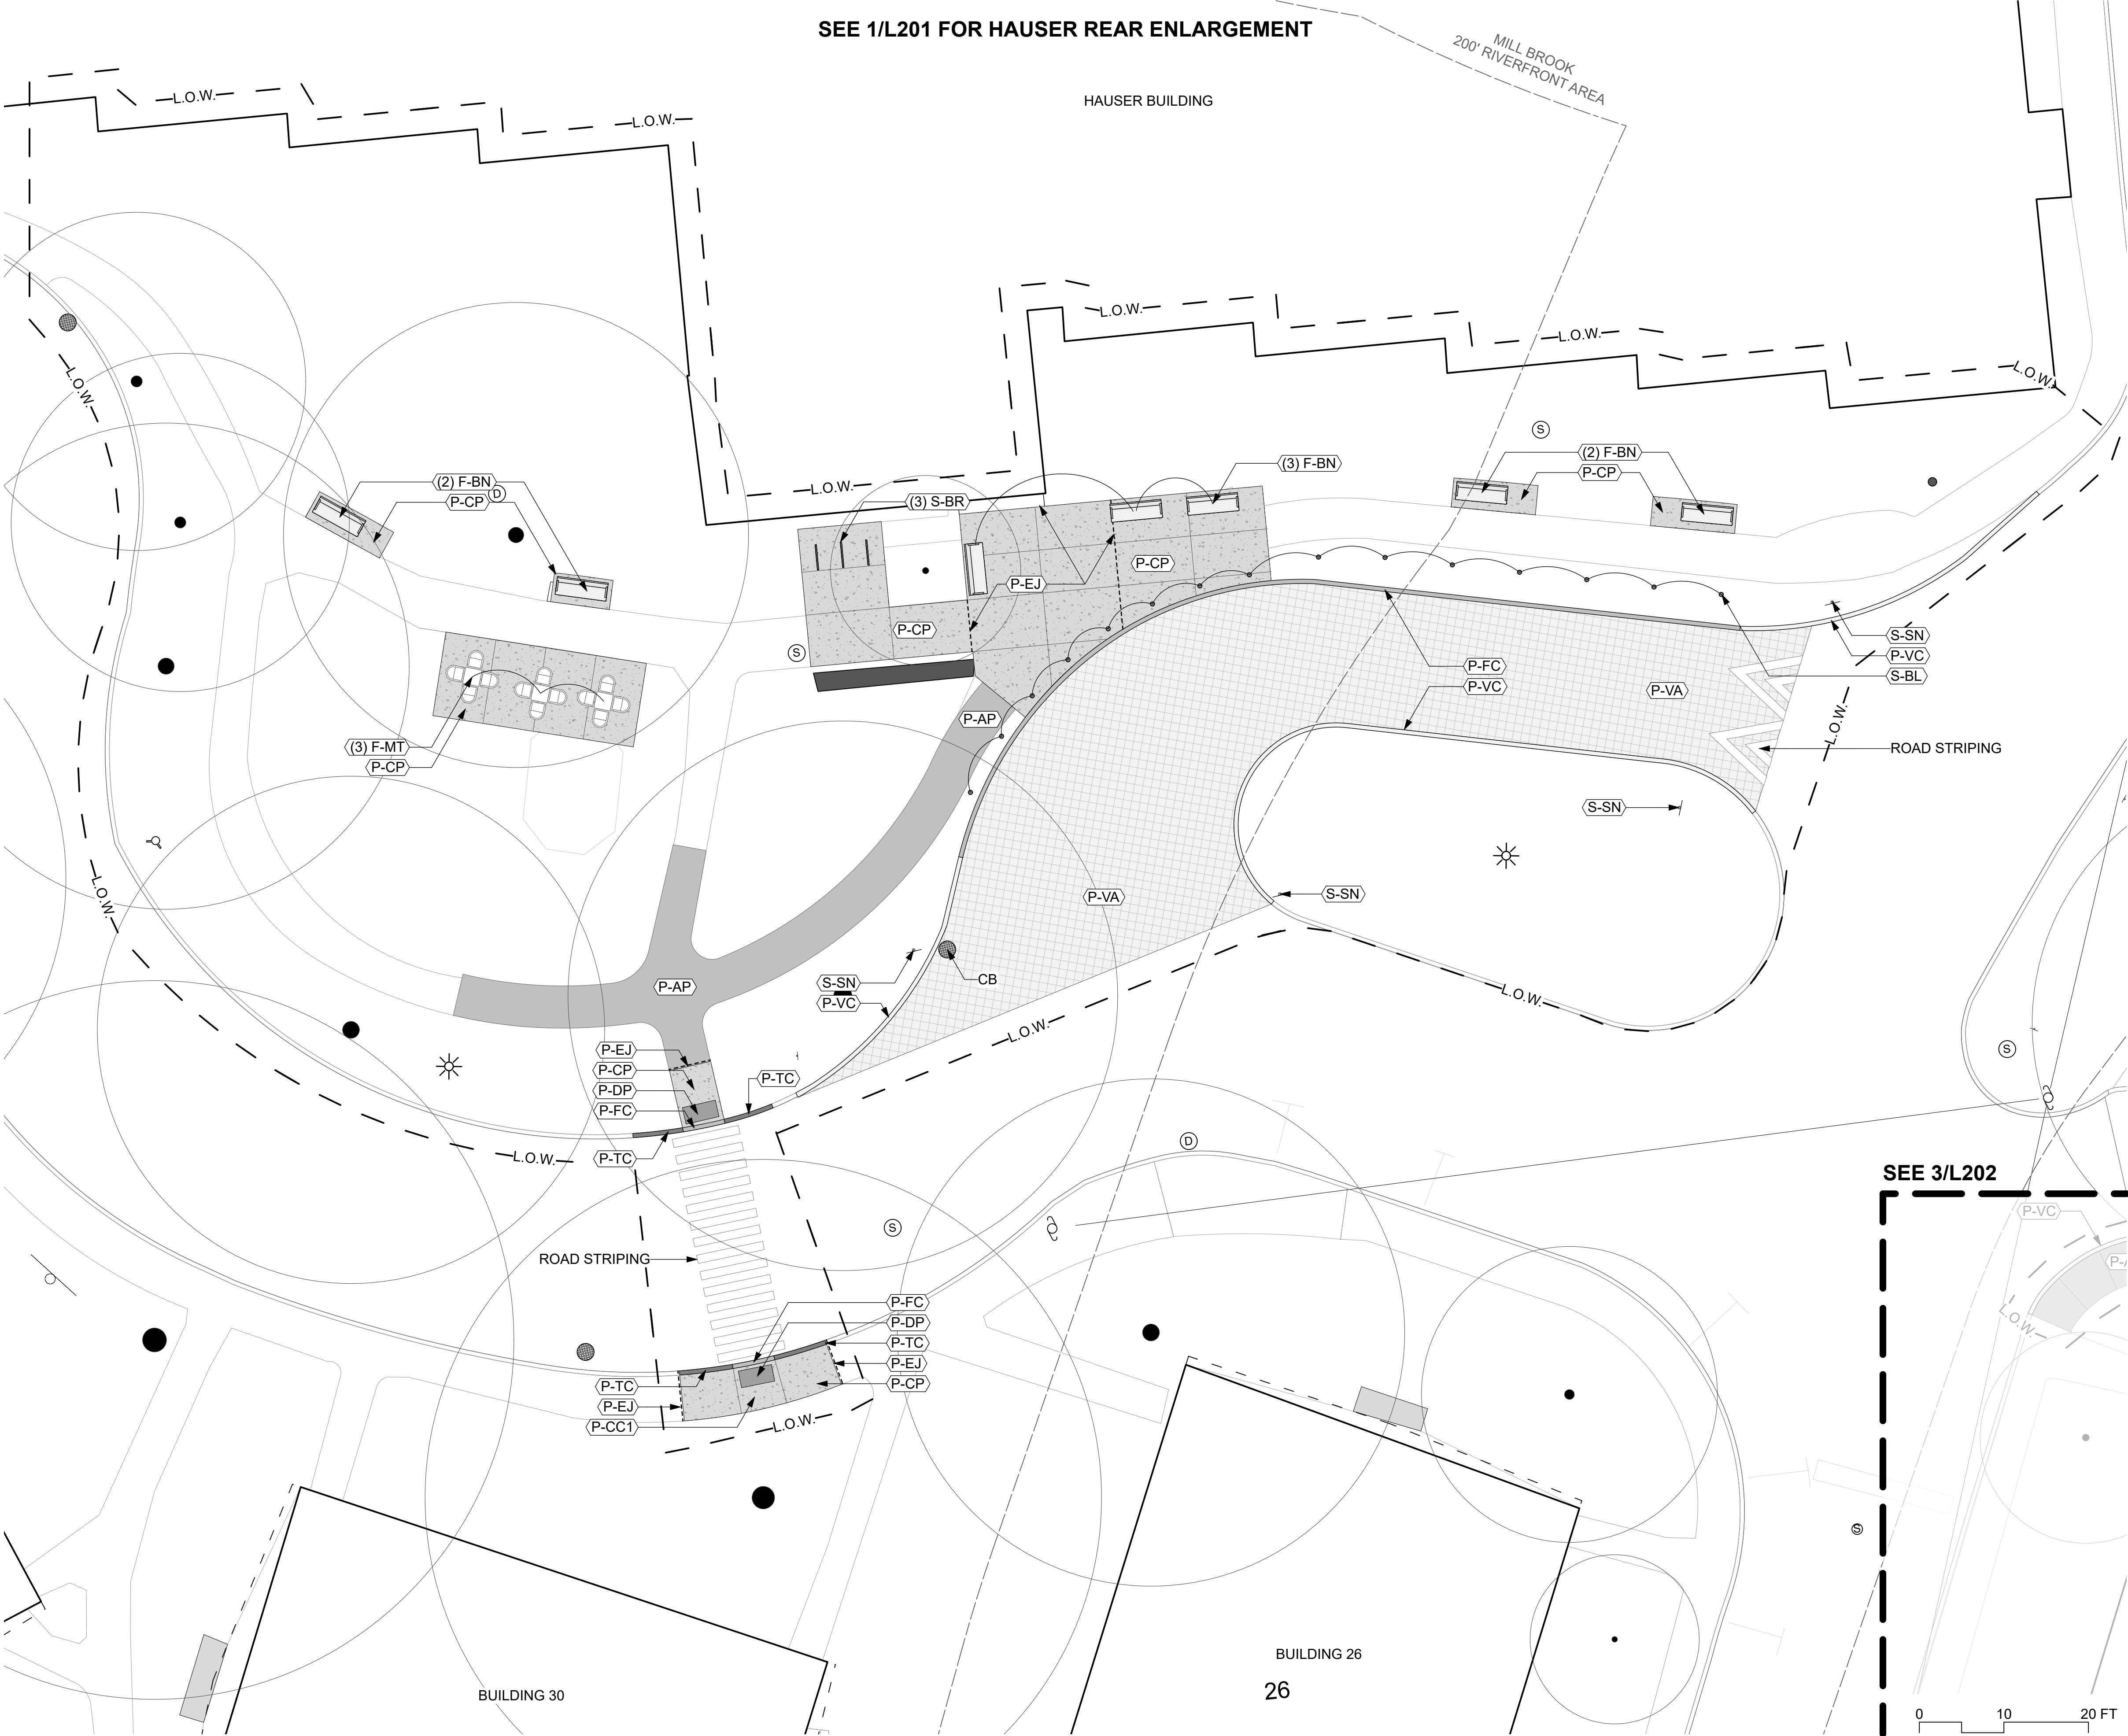 SEE 1/L201 FOR HAUSER REAR ENLARGEMENT
MILL BROOK
200' RIVERFRONT AREA
HAUSER BUILDING
L.O.W.
L.O.W.
L.O.W.
L.O.W.
L.O.W.
L.O.W.
S
(2) F-BN
P-CP
(3) F-BN
(2) F-BN
D
P-CP
L.O.W.
(3) S-BR
P-CP
P-EJ
P-CP
S
S-SN
P-VC
S-BL
P-FC
P-VC
P-VA
P-AP
L.O.W.
ROAD STRIPING
(3) F-MT
P-CP
S-SN
L.O.W.
S-SN
P-VA
P-AP
S-SN
P-VC
CB
L.O.W.
L.O.W.
P-EJ
P-CP
P-DP
P-FC
P-TC
P-TC
L.O.W.
S
D
SEE 3/L202
P-VC
S
ROAD STRIPING
P-FC
P-DP
P-TC
P-EJ
P-CP
L.O.W.
P-TC
P-EJ
P-CC1
L.O.W.
S
BUILDING 26
26
BUILDING 30
0 10 20 FT